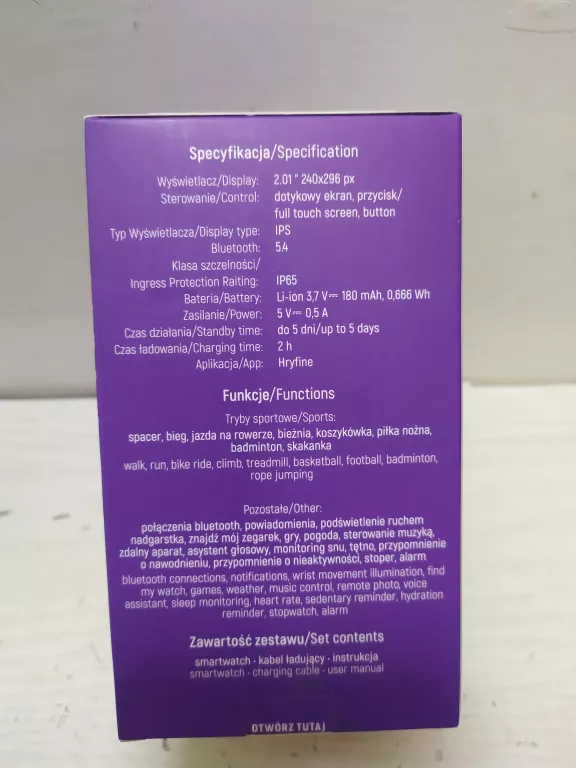 Specyfikacja/Specification
Wyświetlacz/Display: 2.01 " 240x296 px
Sterowanie/Control: dotykowy ekran, przycisk/
full touch screen, button
Typ Wyświetlacza/Display type: IPS
Bluetooth: 5.4
Klasa szczelności/
Ingress Protection Raiting: IP65
Bateria/Battery: Li-ion 3,7 V⎓ 180 mAh, 0,666 Wh
Zasilanie/Power: 5 V⎓ 0,5 A
Czas działania/Standby time: do 5 dni/up to 5 days
Czas ładowania/Charging time: 2 h
Aplikacja/App: Hryfine
Funkcje/Functions
Tryby sportowe/Sports:
spacer, bieg, jazda na rowerze, bieżnia, koszykówka, piłka nożna,
badminton, skakanka
walk, run, bike ride, climb, treadmill, basketball, football, badminton,
rope jumping
Pozostałe/Other:
połączenia bluetooth, powiadomienia, podświetlenie ruchem
nadgarstka, znajdź mój zegarek, gry, pogoda, sterowanie muzyką,
zdalny aparat, asystent głosowy, monitoring snu, tętno, przypomnienie
o nawodnieniu, przypomnienie o nieaktywności, stoper, alarm
bluetooth connections, notifications, wrist movement illumination, find
my watch, games, weather, music control, remote photo, voice
assistant, sleep monitoring, heart rate, sedentary reminder, hydration
reminder, stopwatch, alarm
Zawartość zestawu/Set contents
smartwatch · kabel ładujący · instrukcja
smartwatch · charging cable · user manual
OTWÓRZ TUTAJ